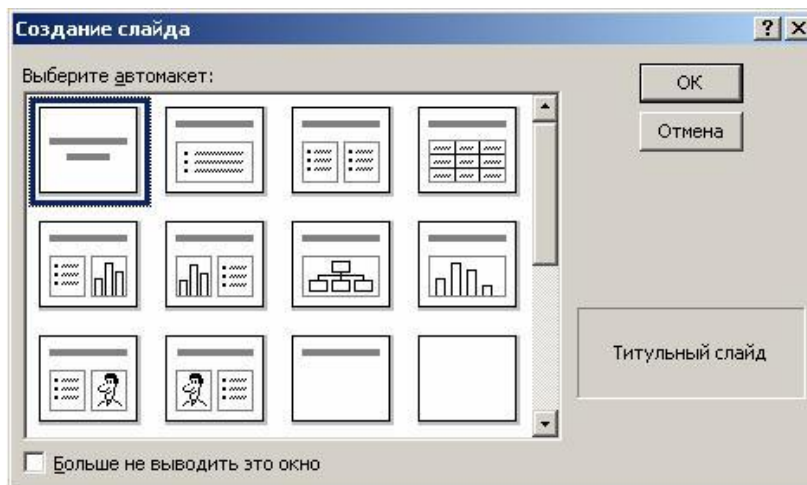 Создание слайда
Выберите автомакет:
ОК
Отмена
Титульный слайд
Больше не выводить это окно